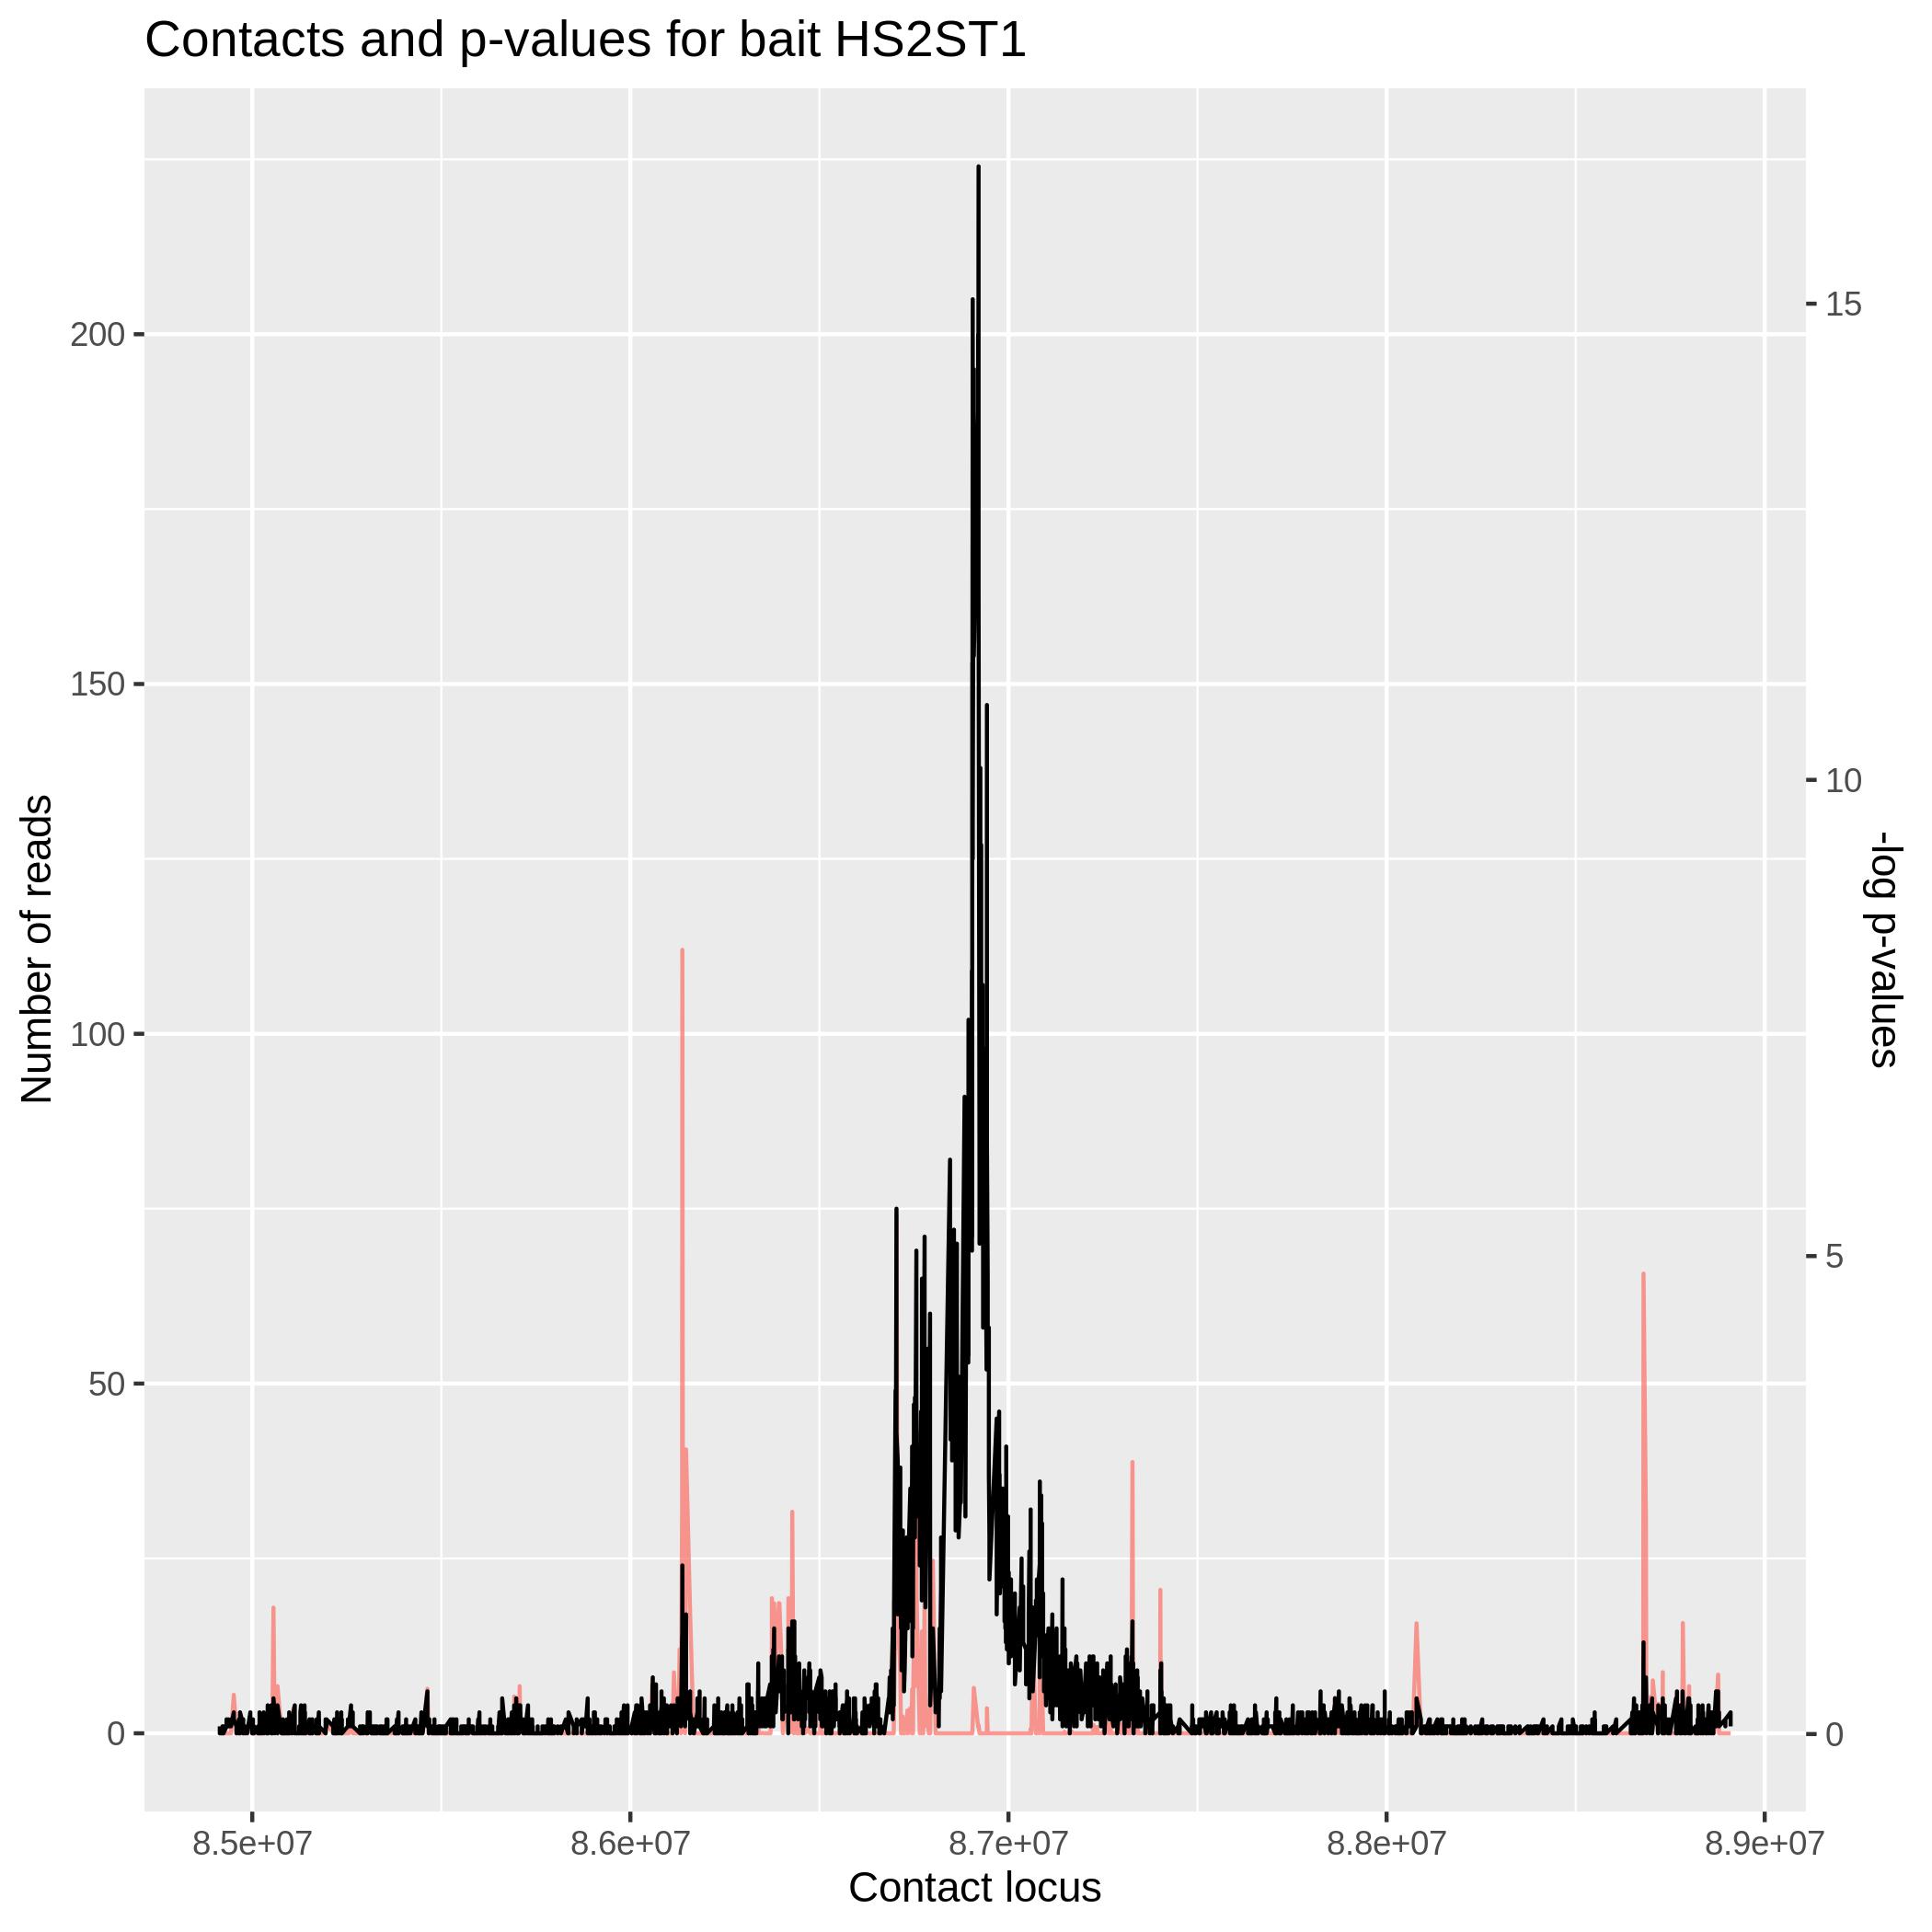 Contacts and p-values for bait HS2ST1
Number of reads
200
150
100
50
0
15
10
5
0
-log p-values
8.5e+07 8.6e+07 8.7e+07 8.8e+07 8.9e+07
Contact locus